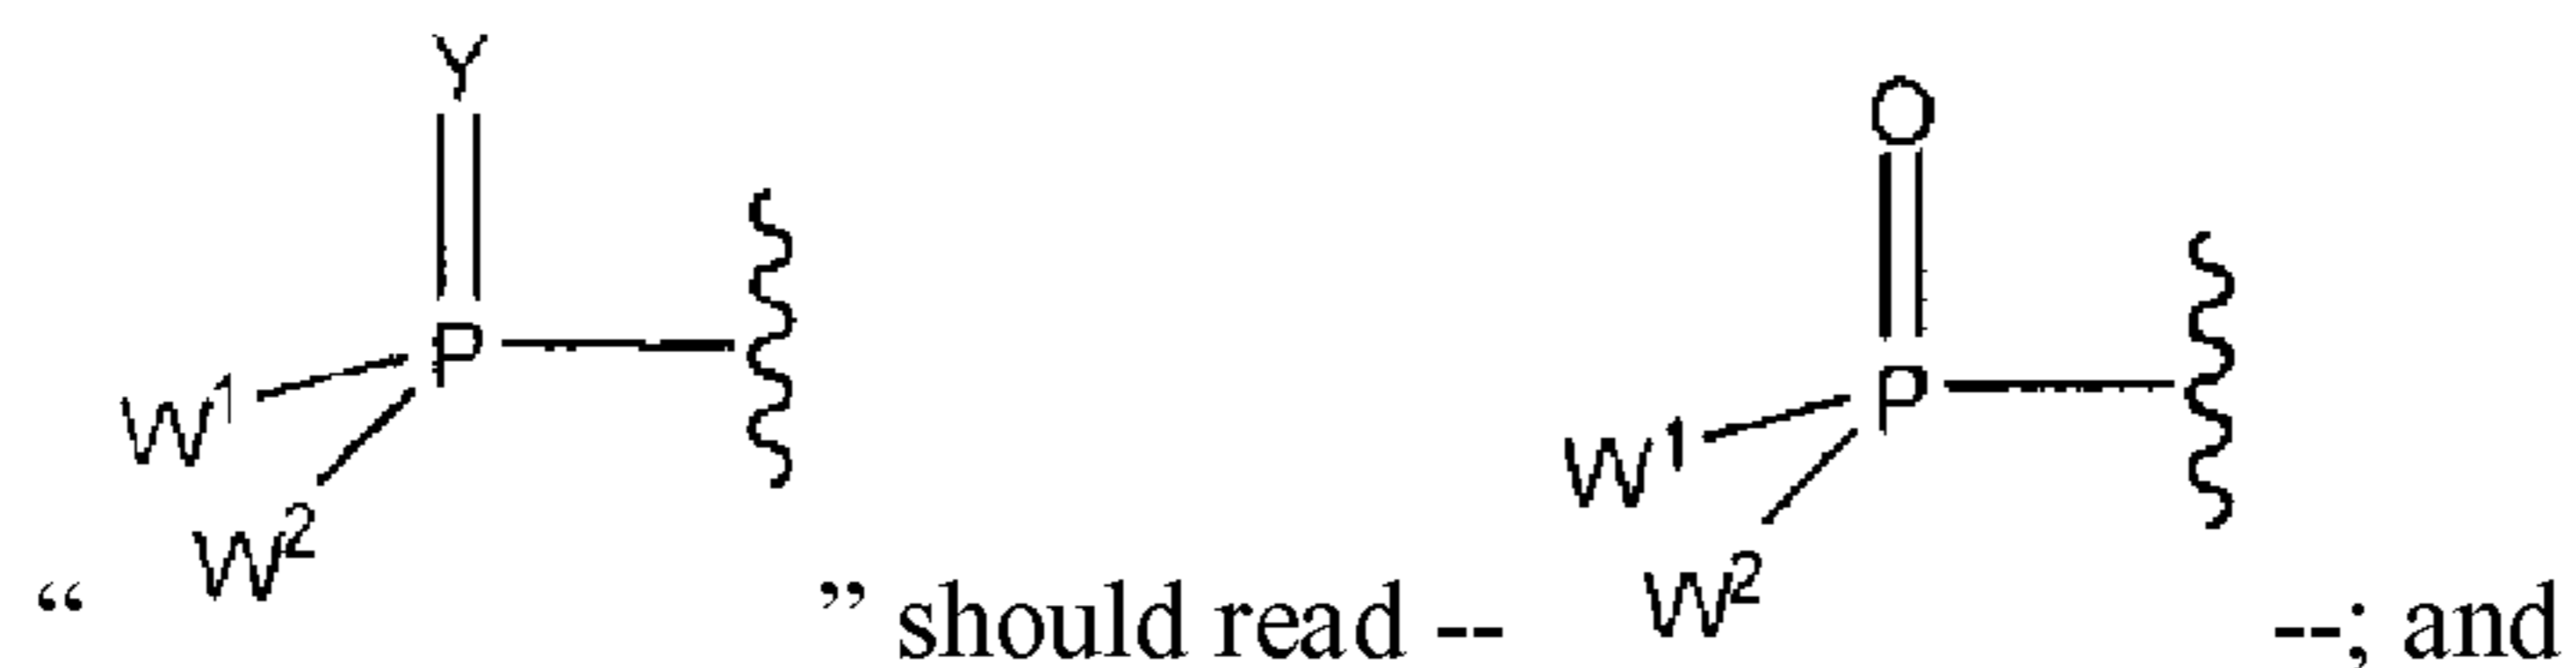 Y
O
P
P
W1
W1
W2
W2
“ ” should read -- --; and